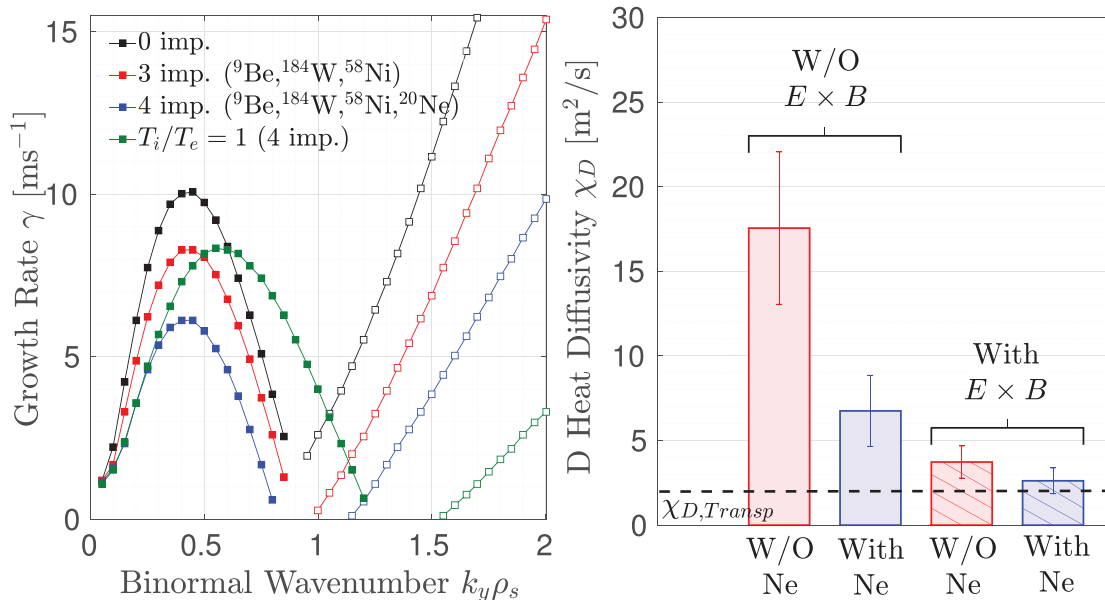 15
10
5
0
Growth Rate γ [ms⁻¹]
0 imp.
3 imp. (⁹Be,¹⁸⁴W,⁵⁸Ni)
4 imp. (⁹Be,¹⁸⁴W,⁵⁸Ni,²⁰Ne)
Tᵢ/Tₑ = 1 (4 imp.)
0 0.5 1 1.5 2
Binormal Wavenumber k_yρ_s
30
25
20
15
10
5
0
D Heat Diffusivity χ_D [m²/s]
W/O
E × B
With
E × B
χ_{D,Transp}
W/O
Ne
With
Ne
W/O
Ne
With
Ne